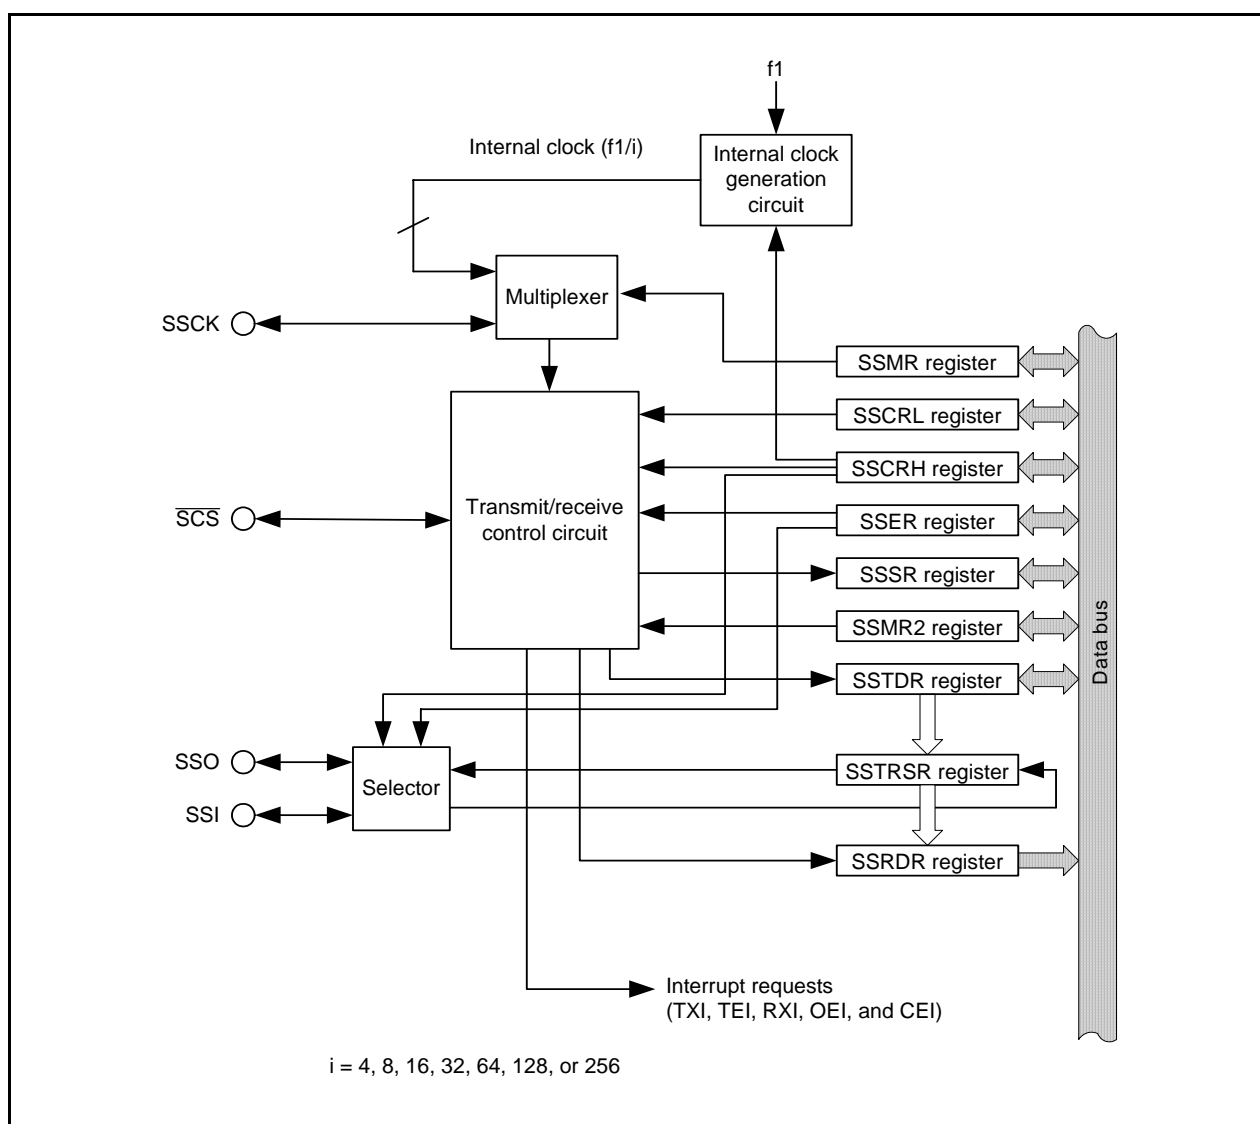 f1
Internal clock (f1/i)
Internal clock
generation
circuit
Multiplexer
SSCK
SSMR register
SSCRL register
SSCRH register
SCS
Transmit/receive
control circuit
SSER register
SSSR register
SSMR2 register
SSTDR register
Data bus
SSO
SSI
Selector
SSTRSR register
SSRDR register
Interrupt requests
(TXI, TEI, RXI, OEI, and CEI)
i = 4, 8, 16, 32, 64, 128, or 256